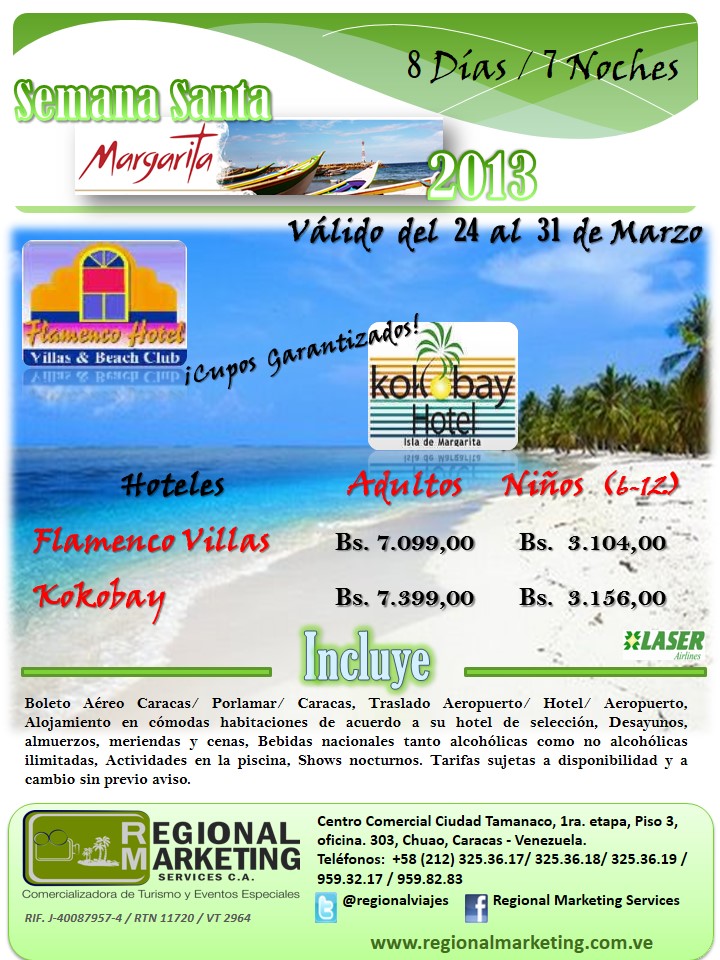 8 Días / 7 Noches
Semana Santa
Margarita
2013
Válido del 24 al 31 de Marzo
Flamenco Hotel
Villas & Beach Club
¡Cupos Garantizados!
kokobay
Hotel
Isla de Margarita
Hoteles Adultos Niños (6-12)
Flamenco Villas Bs. 7.099,00 Bs. 3.104,00
Kokobay Bs. 7.399,00 Bs. 3.156,00
LASER
Airlines
Incluye
Boleto Aéreo Caracas/ Porlamar/ Caracas, Traslado Aeropuerto/ Hotel/ Aeropuerto,
Alojamiento en cómodas habitaciones de acuerdo a su hotel de selección, Desayunos,
almuerzos, meriendas y cenas, Bebidas nacionales tanto alcohólicas como no alcohólicas
ilimitadas, Actividades en la piscina, Shows nocturnos. Tarifas sujetas a disponibilidad y a
cambio sin previo aviso.
REGIONAL
MARKETING
SERVICES C.A.
Comercializadora de Turismo y Eventos Especiales
RIF. J-40087957-4 / RTN 11720 / VT 2964
Centro Comercial Ciudad Tamanaco, 1ra. etapa, Piso 3,
oficina. 303, Chuao, Caracas - Venezuela.
Teléfonos: +58 (212) 325.36.17/ 325.36.18/ 325.36.19 /
959.32.17 / 959.82.83
@regionalviajes Regional Marketing Services
www.regionalmarketing.com.ve